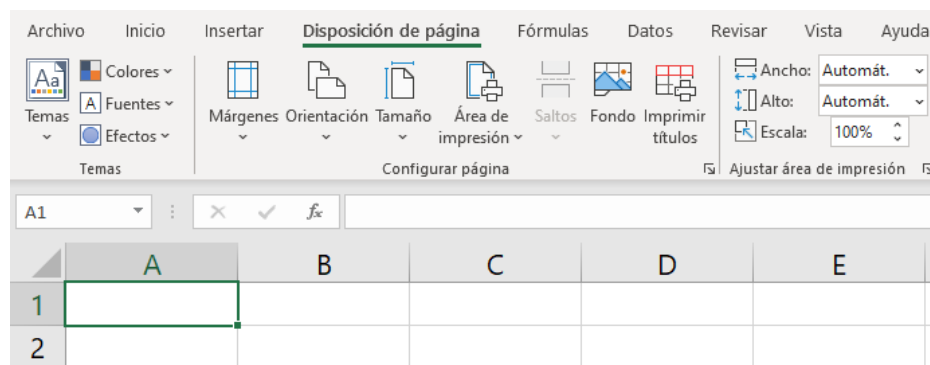 Archivo Inicio Insertar Disposición de página Fórmulas Datos Revisar Vista Ayuda
Aa Temas
Colores
A Fuentes
Efectos
Temas
Márgenes Orientación Tamaño Área de impresión Saltos Fondo Imprimir títulos
Configurar página
Ancho: Automát.
Alto: Automát.
Escala: 100%
Ajustar área de impresión
A1 fx
A B C D E
1
2